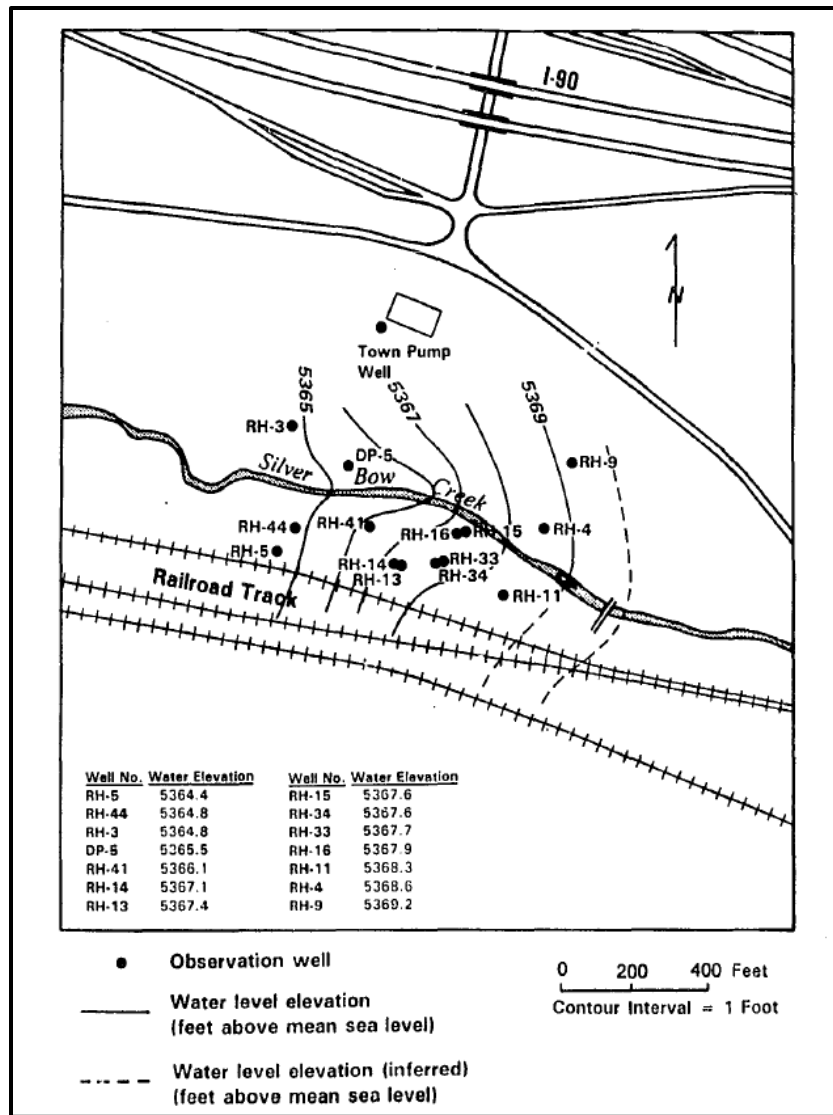 I-90
N
Town Pump
Well
5365
5367
5369
RH-3
DP-5
RH-9
Silver Bow Creek
RH-44
RH-41
RH-16
RH-15
RH-4
RH-5
RH-14
RH-33
RH-13
RH-34
RH-11
Railroad Track
Well No. Water Elevation Well No. Water Elevation
RH-5 5364.4 RH-15 5367.6
RH-44 5364.8 RH-34 5367.6
RH-3 5364.8 RH-33 5367.7
DP-5 5365.5 RH-16 5367.9
RH-41 5366.1 RH-11 5368.3
RH-14 5367.1 RH-4 5368.6
RH-13 5367.4 RH-9 5369.2
Observation well
0 200 400 Feet
Water level elevation
(feet above mean sea level)
Contour Interval = 1 Foot
Water level elevation (inferred)
(feet above mean sea level)